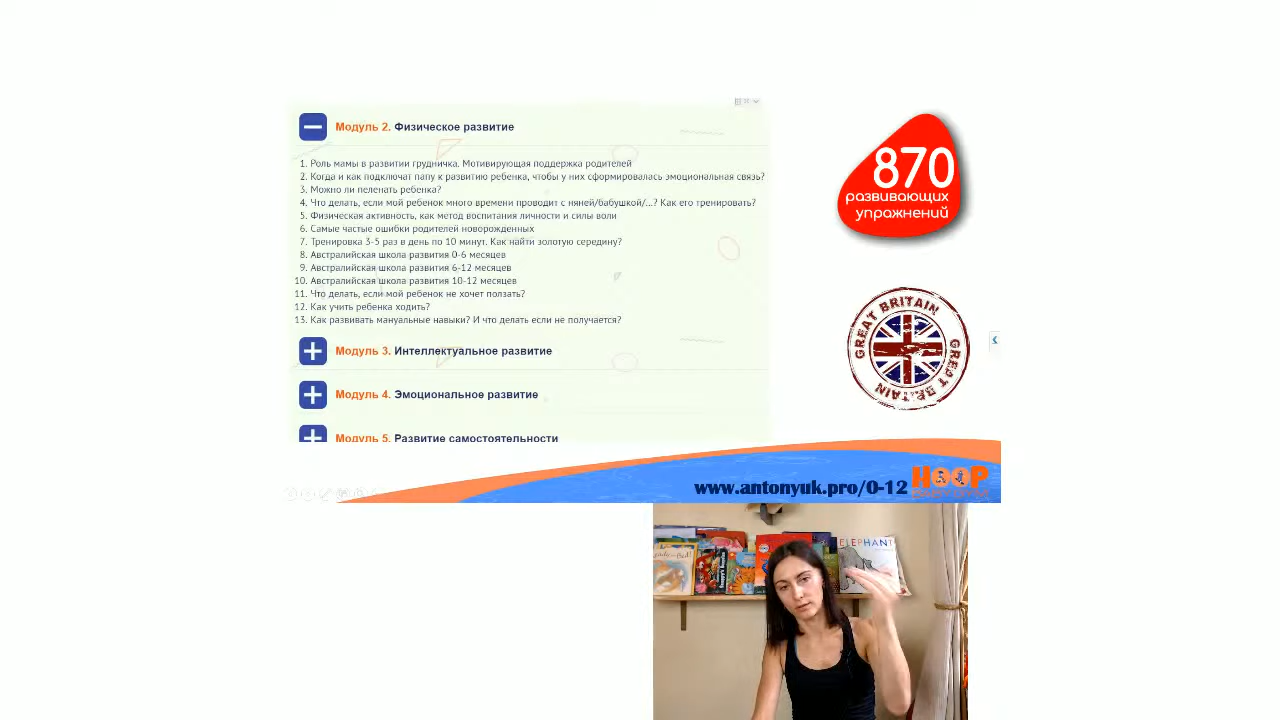 Модуль 2. Физическое развитие
1. Роль мамы в развитии грудничка. Мотивирующая поддержка родителей
2. Когда и как подключат папу к развитию ребенка, чтобы у них сформировалась эмоциональная связь?
3. Можно ли пеленать ребенка?
4. Что делать, если мой ребенок много времени проводит с няней/бабушкой/...? Как его тренировать?
5. Физическая активность, как метод воспитания личности и силы воли
6. Самые частые ошибки родителей новорожденных
7. Тренировка 3-5 раз в день по 10 минут. Как найти золотую середину?
8. Австралийская школа развития 0-6 месяцев
9. Австралийская школа развития 6-12 месяцев
10. Австралийская школа развития 10-12 месяцев
11. Что делать, если мой ребенок не хочет ползать?
12. Как учить ребенка ходить?
13. Как развивать мануальные навыки? И что делать если не получается?
Модуль 3. Интеллектуальное развитие
Модуль 4. Эмоциональное развитие
Модуль 5. Развитие самостоятельности
870
развивающих
упражнений
GREAT BRITAIN
GREAT BRITAIN
www.antonyuk.pro/0-12
HOOP
ELEPHANT